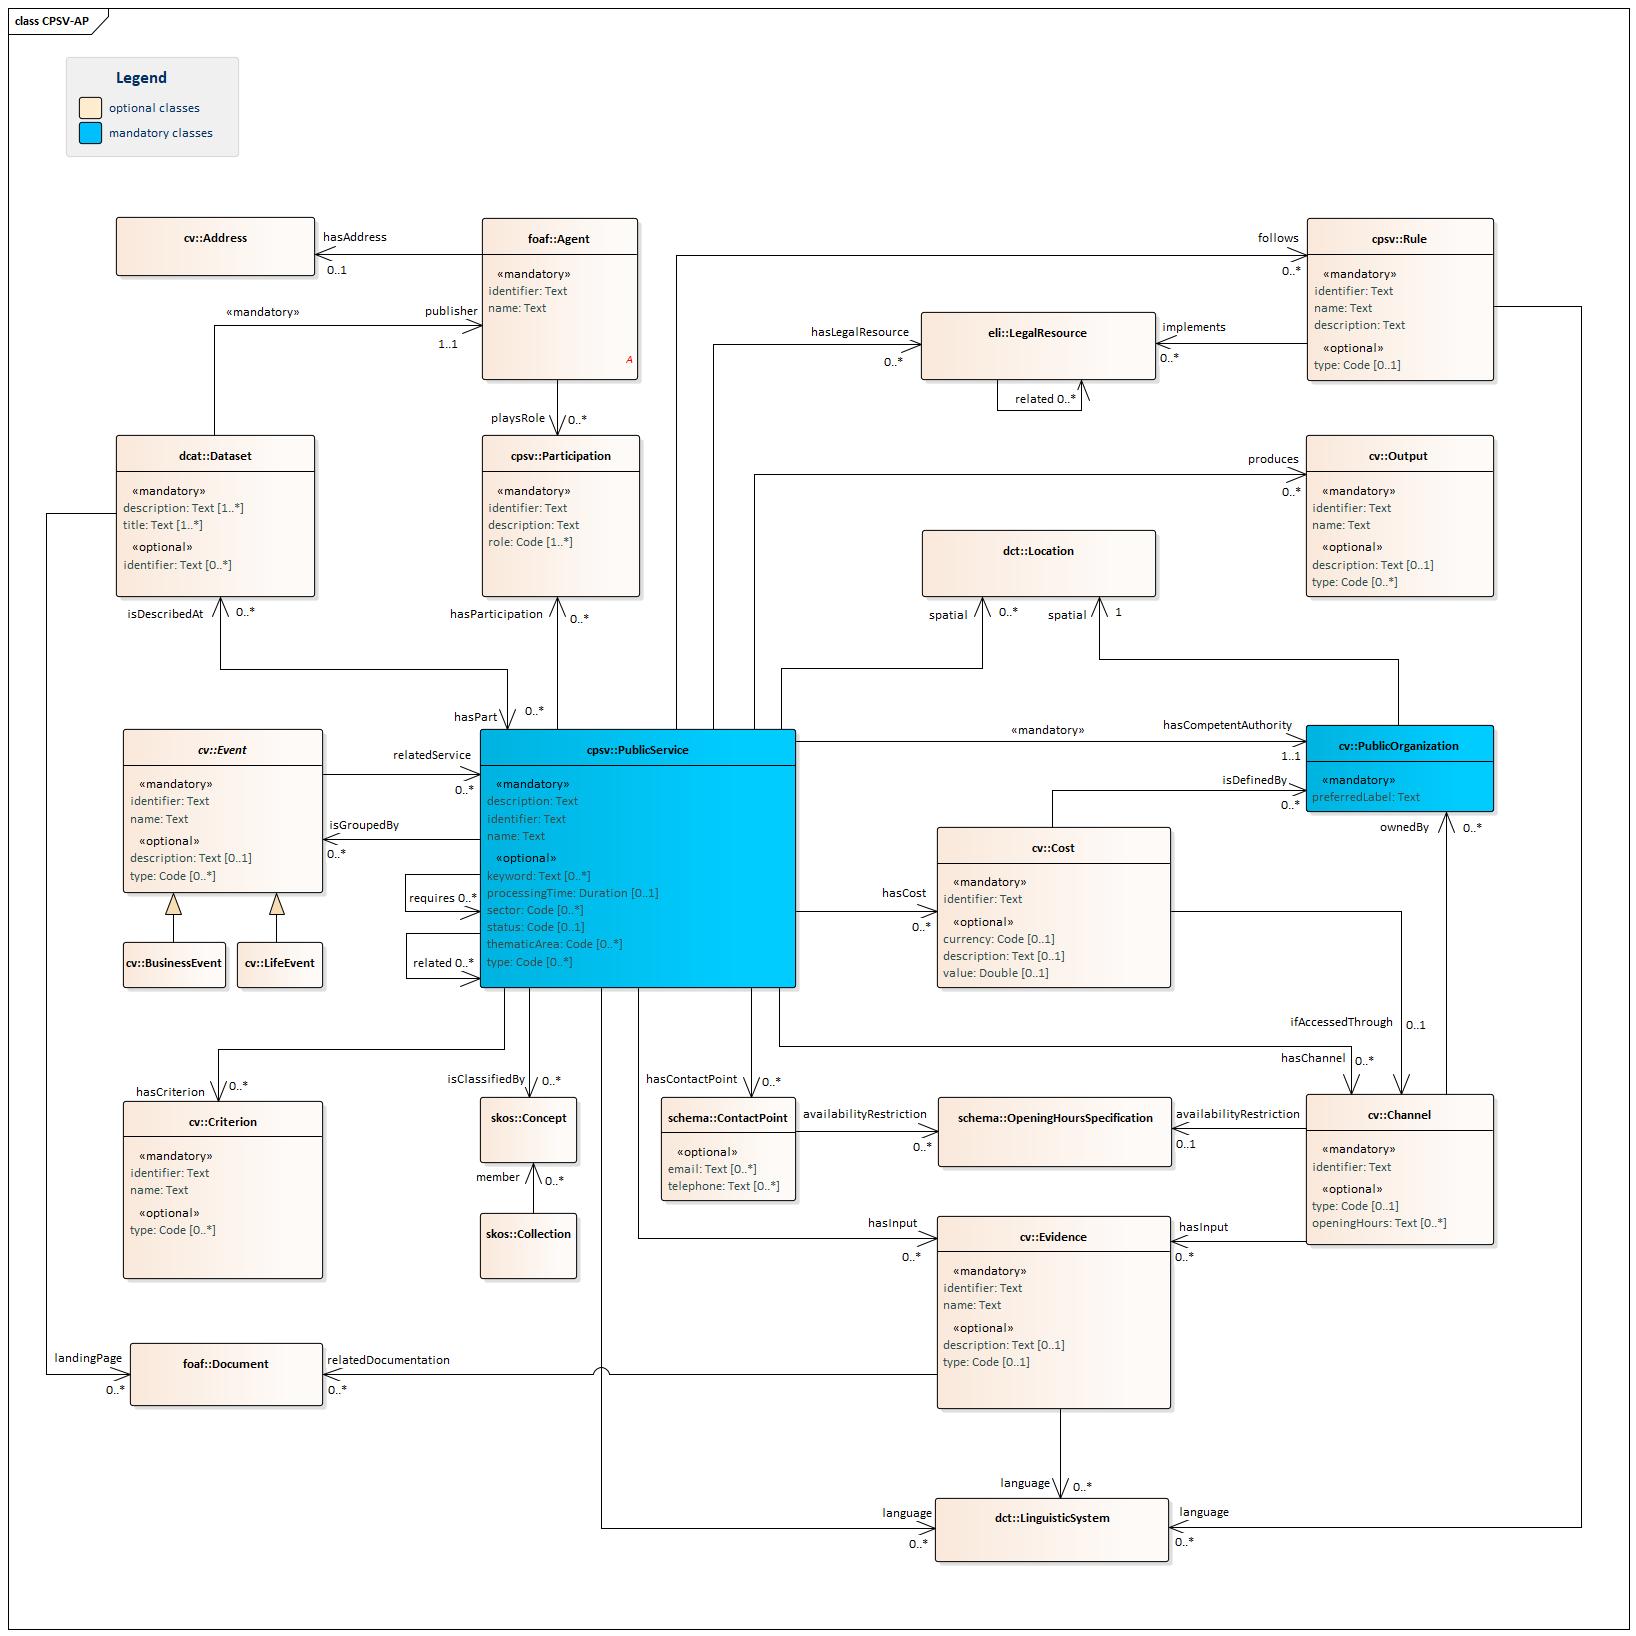 class CPSV-AP
Legend
optional classes
mandatory classes
cv::Address
hasAddress
0..1
foaf::Agent
«mandatory»
identifier: Text
name: Text
A
«mandatory»
publisher
1..1
playsRole
0..*
follows
0..*
cpsv::Rule
«mandatory»
identifier: Text
name: Text
description: Text
«optional»
type: Code [0..1]
hasLegalResource
0..*
eli::LegalResource
implements
0..*
related 0..*
dcat::Dataset
«mandatory»
description: Text [1..*]
title: Text [1..*]
«optional»
identifier: Text [0..*]
cpsv::Participation
«mandatory»
identifier: Text
description: Text
role: Code [1..*]
produces
0..*
cv::Output
«mandatory»
identifier: Text
name: Text
«optional»
description: Text [0..1]
type: Code [0..*]
dct::Location
isDescribedAt
0..*
hasParticipation
0..*
spatial
0..*
spatial
1
hasPart
0..*
cv::Event
«mandatory»
identifier: Text
name: Text
«optional»
description: Text [0..1]
type: Code [0..*]
relatedService
0..*
isGroupedBy
0..*
requires 0..*
related 0..*
cpsv::PublicService
«mandatory»
description: Text
identifier: Text
name: Text
«optional»
keyword: Text [0..*]
processingTime: Duration [0..1]
sector: Code [0..*]
status: Code [0..1]
thematicArea: Code [0..*]
type: Code [0..*]
«mandatory»
hasCompetentAuthority
1..1
cv::PublicOrganization
«mandatory»
preferredLabel: Text
isDefinedBy
0..*
ownedBy
0..*
cv::Cost
«mandatory»
identifier: Text
«optional»
currency: Code [0..1]
description: Text [0..1]
value: Double [0..1]
hasCost
0..*
cv::BusinessEvent
cv::LifeEvent
ifAccessedThrough
0..1
hasChannel
0..*
hasCriterion
0..*
isClassifiedBy
0..*
hasContactPoint
0..*
cv::Criterion
«mandatory»
identifier: Text
name: Text
«optional»
type: Code [0..*]
skos::Concept
member
0..*
skos::Collection
schema::ContactPoint
«optional»
email: Text [0..*]
telephone: Text [0..*]
availabilityRestriction
0..*
schema::OpeningHoursSpecification
availabilityRestriction
0..1
cv::Channel
«mandatory»
identifier: Text
«optional»
type: Code [0..1]
openingHours: Text [0..*]
hasInput
0..*
cv::Evidence
«mandatory»
identifier: Text
name: Text
«optional»
description: Text [0..1]
type: Code [0..1]
hasInput
0..*
landingPage
0..*
foaf::Document
relatedDocumentation
0..*
language
0..*
language
0..*
dct::LinguisticSystem
language
0..*